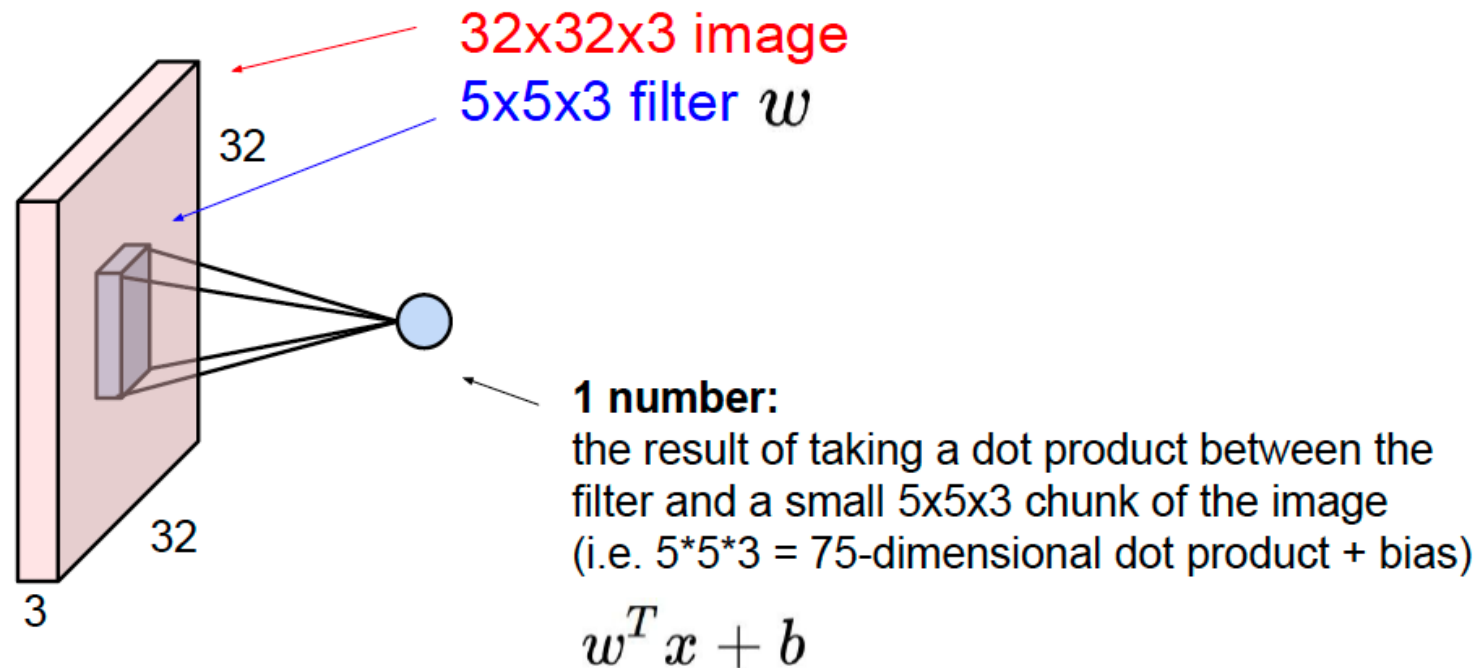 32x32x3 image
5x5x3 filter w
32
32
3
1 number:
the result of taking a dot product between the
filter and a small 5x5x3 chunk of the image
(i.e. 5*5*3 = 75-dimensional dot product + bias)
w^T x + b